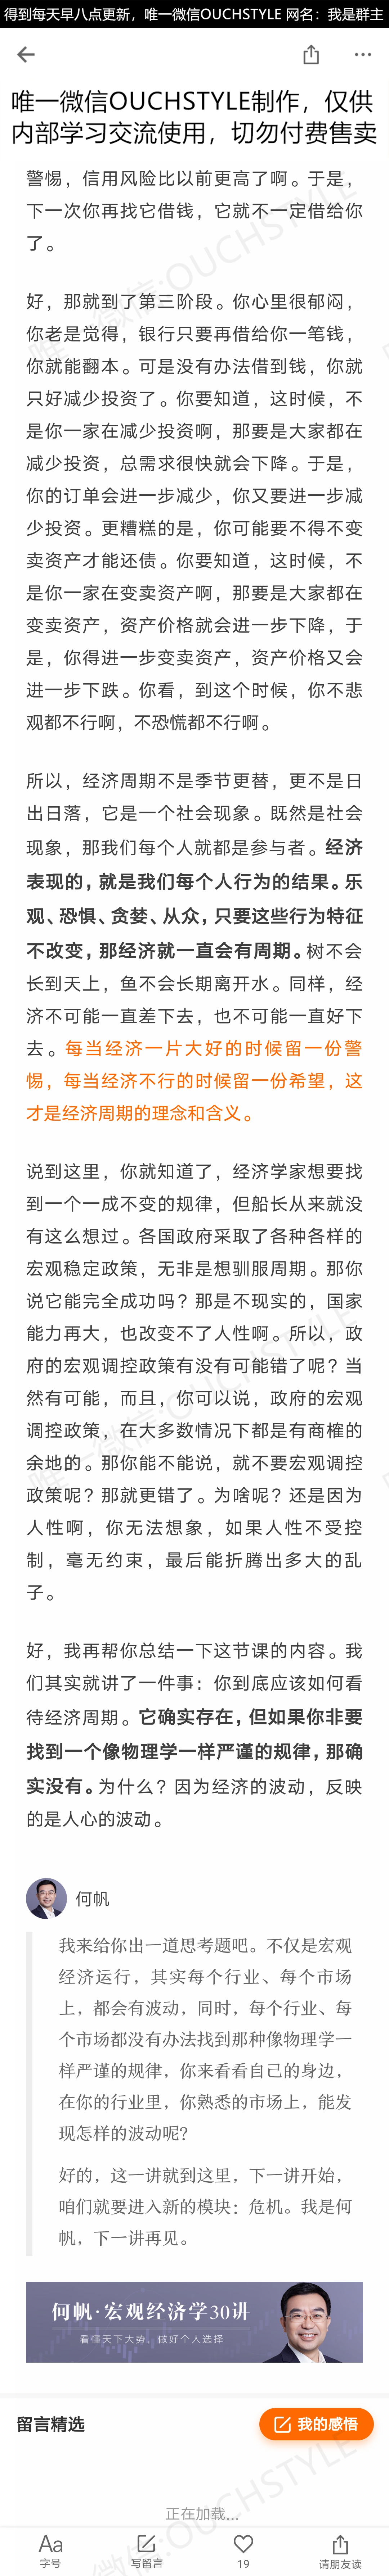 得到每天早八点更新，唯一微信OUCHSTYLE 网名：我是群主
唯一微信OUCHSTYLE制作，仅供
内部学习交流使用，切勿付费售卖
警惕，信用风险比以前更高了啊。于是，
下一次你再找它借钱，它就不一定借给你
了。
好，那就到了第三阶段。你心里很郁闷，
你老是觉得，银行只要再借给你一笔钱，
你就能翻本。可是没有办法借到钱，你就
只好减少投资了。你要知道，这时候，不
是你一家在减少投资啊，那要是大家都在
减少投资，总需求很快就会下降。于是，
你的订单会进一步减少，你又要进一步减
少投资。更糟糕的是，你可能要不得不变
卖资产才能还债。你要知道，这时候，不
是你一家在变卖资产啊，那要是大家都在
变卖资产，资产价格就会进一步下降，于
是，你得进一步变卖资产，资产价格又会
进一步下跌。你看，到这个时候，你不悲
观都不行啊，不恐慌都不行啊。
所以，经济周期不是季节更替，更不是日
出日落，它是一个社会现象。既然是社会
现象，那我们每个人就都是参与者。经济
表现的，就是我们每个人行为的结果。乐
观、恐惧、贪婪、从众，只要这些行为特征
不改变，那经济就一直会有周期。树不会
长到天上，鱼不会长期离开水。同样，经
济不可能一直差下去，也不可能一直好下
去。每当经济一片大好的时候留一份警
惕，每当经济不行的时候留一份希望，这
才是经济周期的理念和含义。
说到这里，你就知道了，经济学家想要找
到一个一成不变的规律，但船长从来就没
有这么想过。各国政府采取了各种各样的
宏观稳定政策，无非是想驯服周期。那你
说它能完全成功吗？那是不现实的，国家
能力再大，也改变不了人性啊。所以，政
府的宏观调控政策有没有可能错了呢？当
然有可能，而且，你可以说，政府的宏观
调控政策，在大多数情况下都是有商榷的
余地的。那你能不能说，就不要宏观调控
政策呢？那就更错了。为啥呢？还是因为
人性啊，你无法想象，如果人性不受控
制，毫无约束，最后能折腾出多大的乱
子。
好，我再帮你总结一下这节课的内容。我
们其实就讲了一件事：你到底应该如何看
待经济周期。它确实存在，但如果你非要
找到一个像物理学一样严谨的规律，那确
实没有。为什么？因为经济的波动，反映
的是人心的波动。
何帆
我来给你出一道思考题吧。不仅是宏观
经济运行，其实每个行业、每个市场
上，都会有波动，同时，每个行业、每
个市场都没有办法找到那种像物理学一
样严谨的规律，你来看看自己的身边，
在你的行业里，你熟悉的市场上，能发
现怎样的波动呢？
好的，这一讲就到这里，下一讲开始，
咱们就要进入新的模块：危机。我是何
帆，下一讲再见。
何帆·宏观经济学30讲
看懂天下大势、做好个人选择
留言精选
我的感悟
正在加载...
Aa
字号
写留言
19
请朋友读
唯一微信:OUCHSTYLE
唯一微信:OUCHSTYLE
微信:OUCHSTYLE